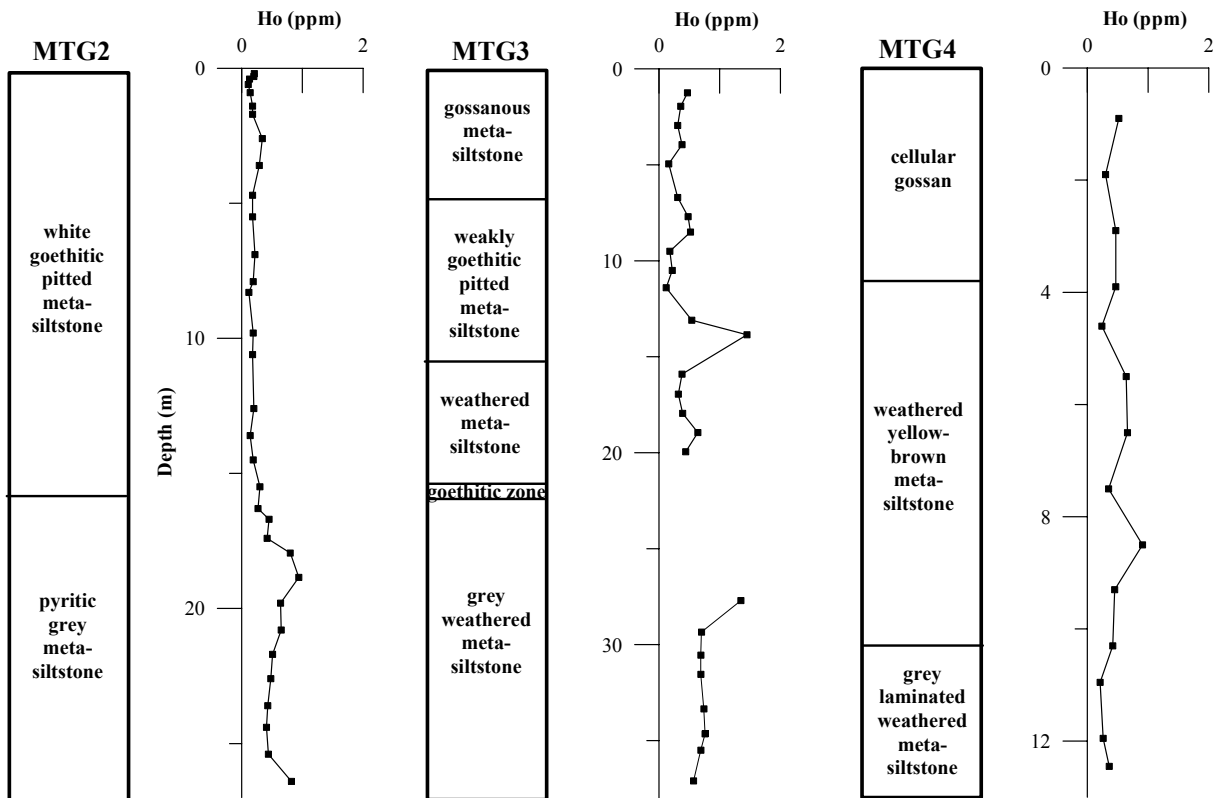 Ho (ppm)
0 2
MTG2
0
10
20
Depth (m)
white
goethitic
pitted
meta-
siltstone
pyritic
grey
meta-
siltstone
Ho (ppm)
0 2
MTG3
0
10
20
30
gossanous
meta-
siltstone
weakly
goethitic
pitted
meta-
siltstone
weathered
meta-
siltstone
goethitic zone
grey
weathered
meta-
siltstone
Ho (ppm)
0 1 2
MTG4
0
4
8
12
cellular
gossan
weathered
yellow-
brown
meta-
siltstone
grey
laminated
weathered
meta-
siltstone